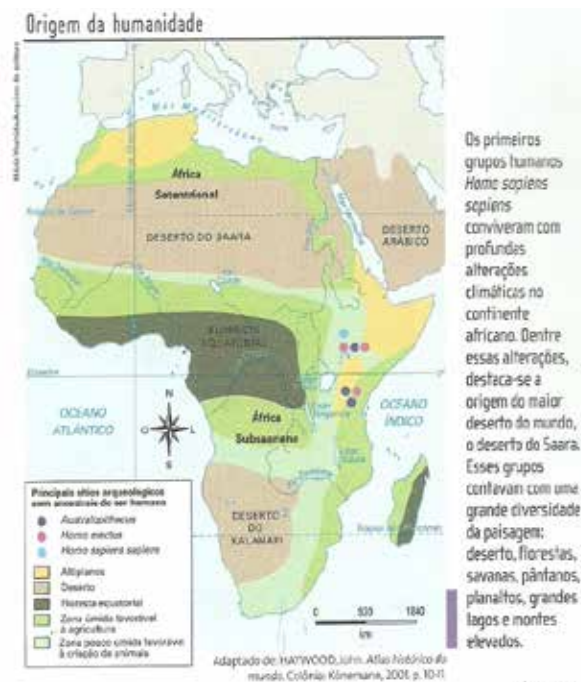 Origem da humanidade
Mar Mediterrâneo
África
Setentrional
DESERTO DO SAARA
DESERTO
ARÁBICO
FLORESTA
EQUATORIAL
Equador
N
O
L
S
OCEANO
ATLÂNTICO
OCEANO
ÍNDICO
África
Subsaariana
DESERTO
DO
KALAHARI
Principais sítios arqueológicos
com ancestrais do ser humano
Australopithecus
Homo erectus
Homo sapiens sapiens
Altiplanos
Deserto
Floresta equatorial
Zona úmida favorável
à agricultura
Zona pouco úmida favorável
à criação de animais
0 920 1840
km
Adaptado de: HAYWOOD, John. Atlas histórico do
mundo. Colônia: Könemann, 2001. p. 10-11
Os primeiros
grupos humanos
Homo sapiens
sapiens
conviveram com
profundas
alterações
climáticas no
continente
africano. Dentre
essas alterações,
destaca-se a
origem do maior
deserto do mundo,
o deserto do Saara.
Esses grupos
contavam com uma
grande diversidade
da paisagem:
deserto, florestas,
savanas, pântanos,
planaltos, grandes
lagos e montes
elevados.